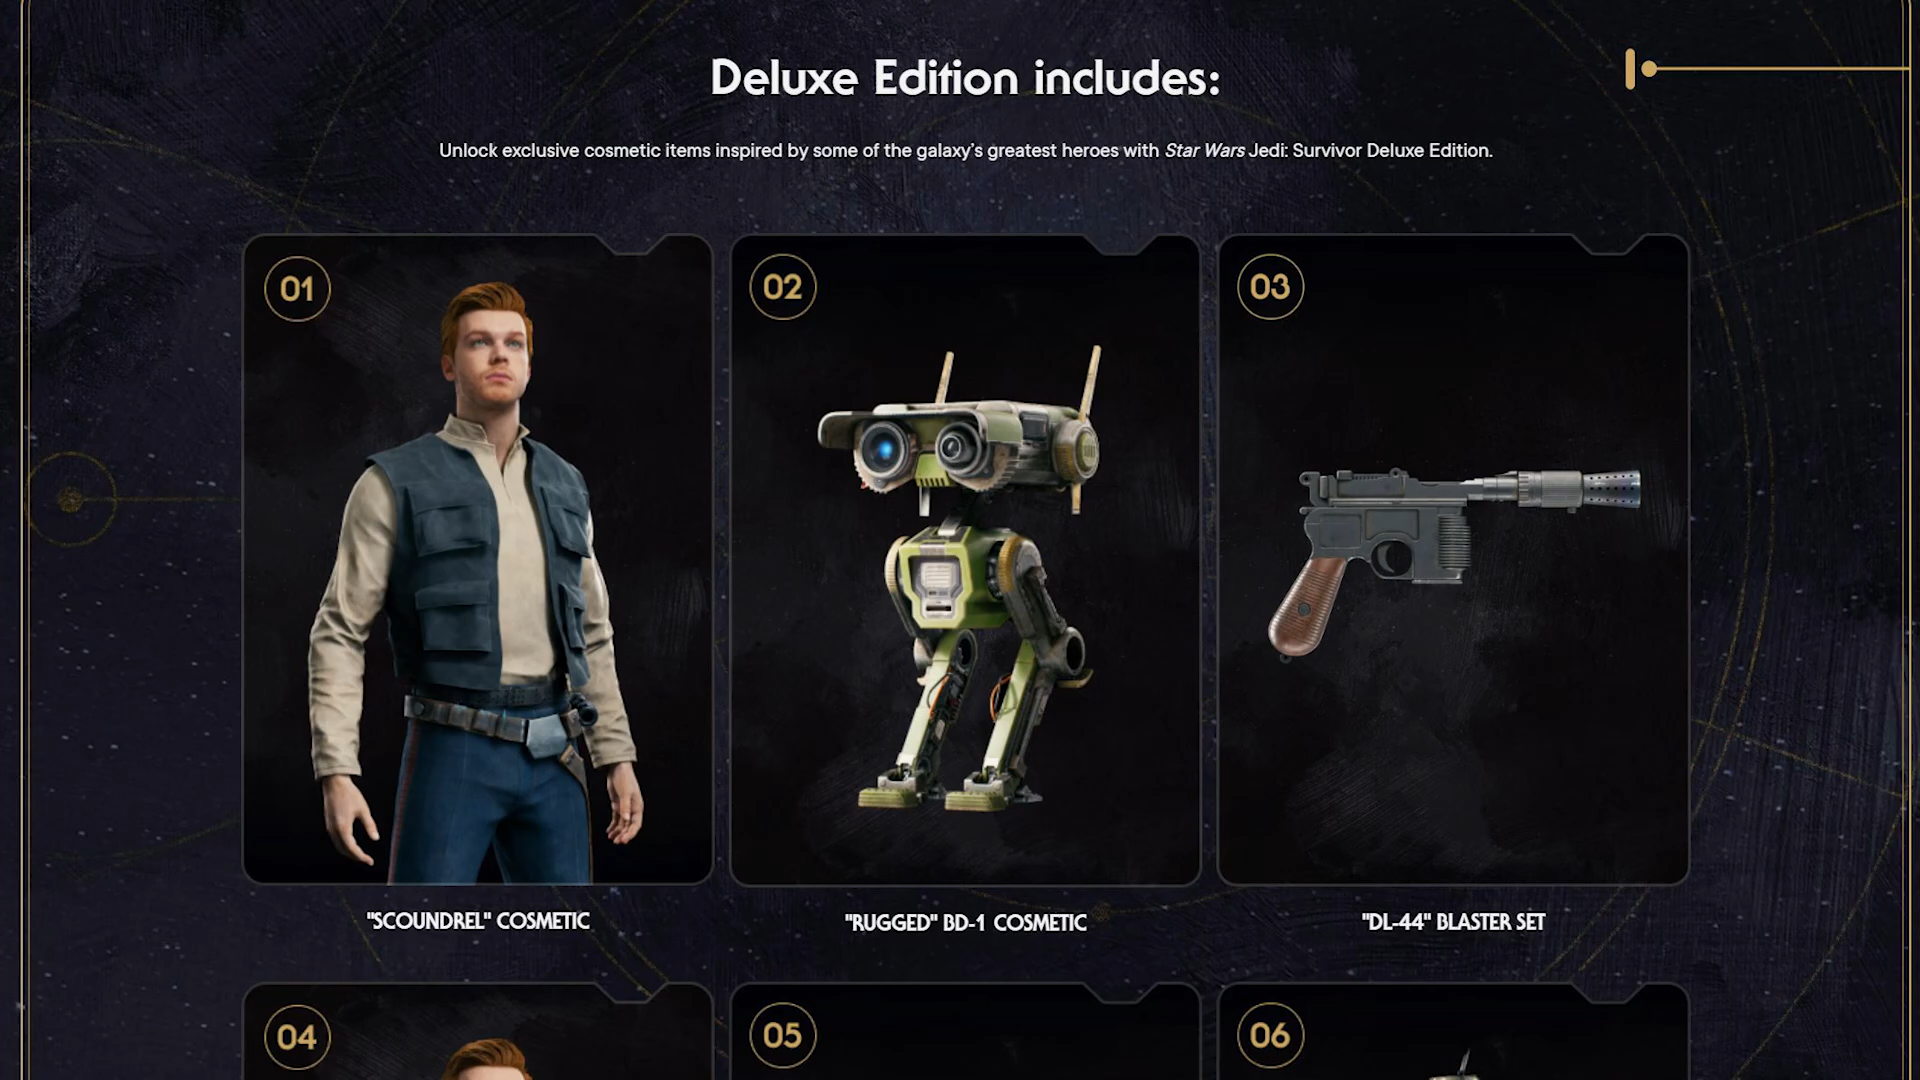 Deluxe Edition includes:
Unlock exclusive cosmetic items inspired by some of the galaxy's greatest heroes with Star Wars Jedi: Survivor Deluxe Edition.
01
02
03
"SCOUNDREL" COSMETIC
"RUGGED" BD-1 COSMETIC
"DL-44" BLASTER SET
04
05
06